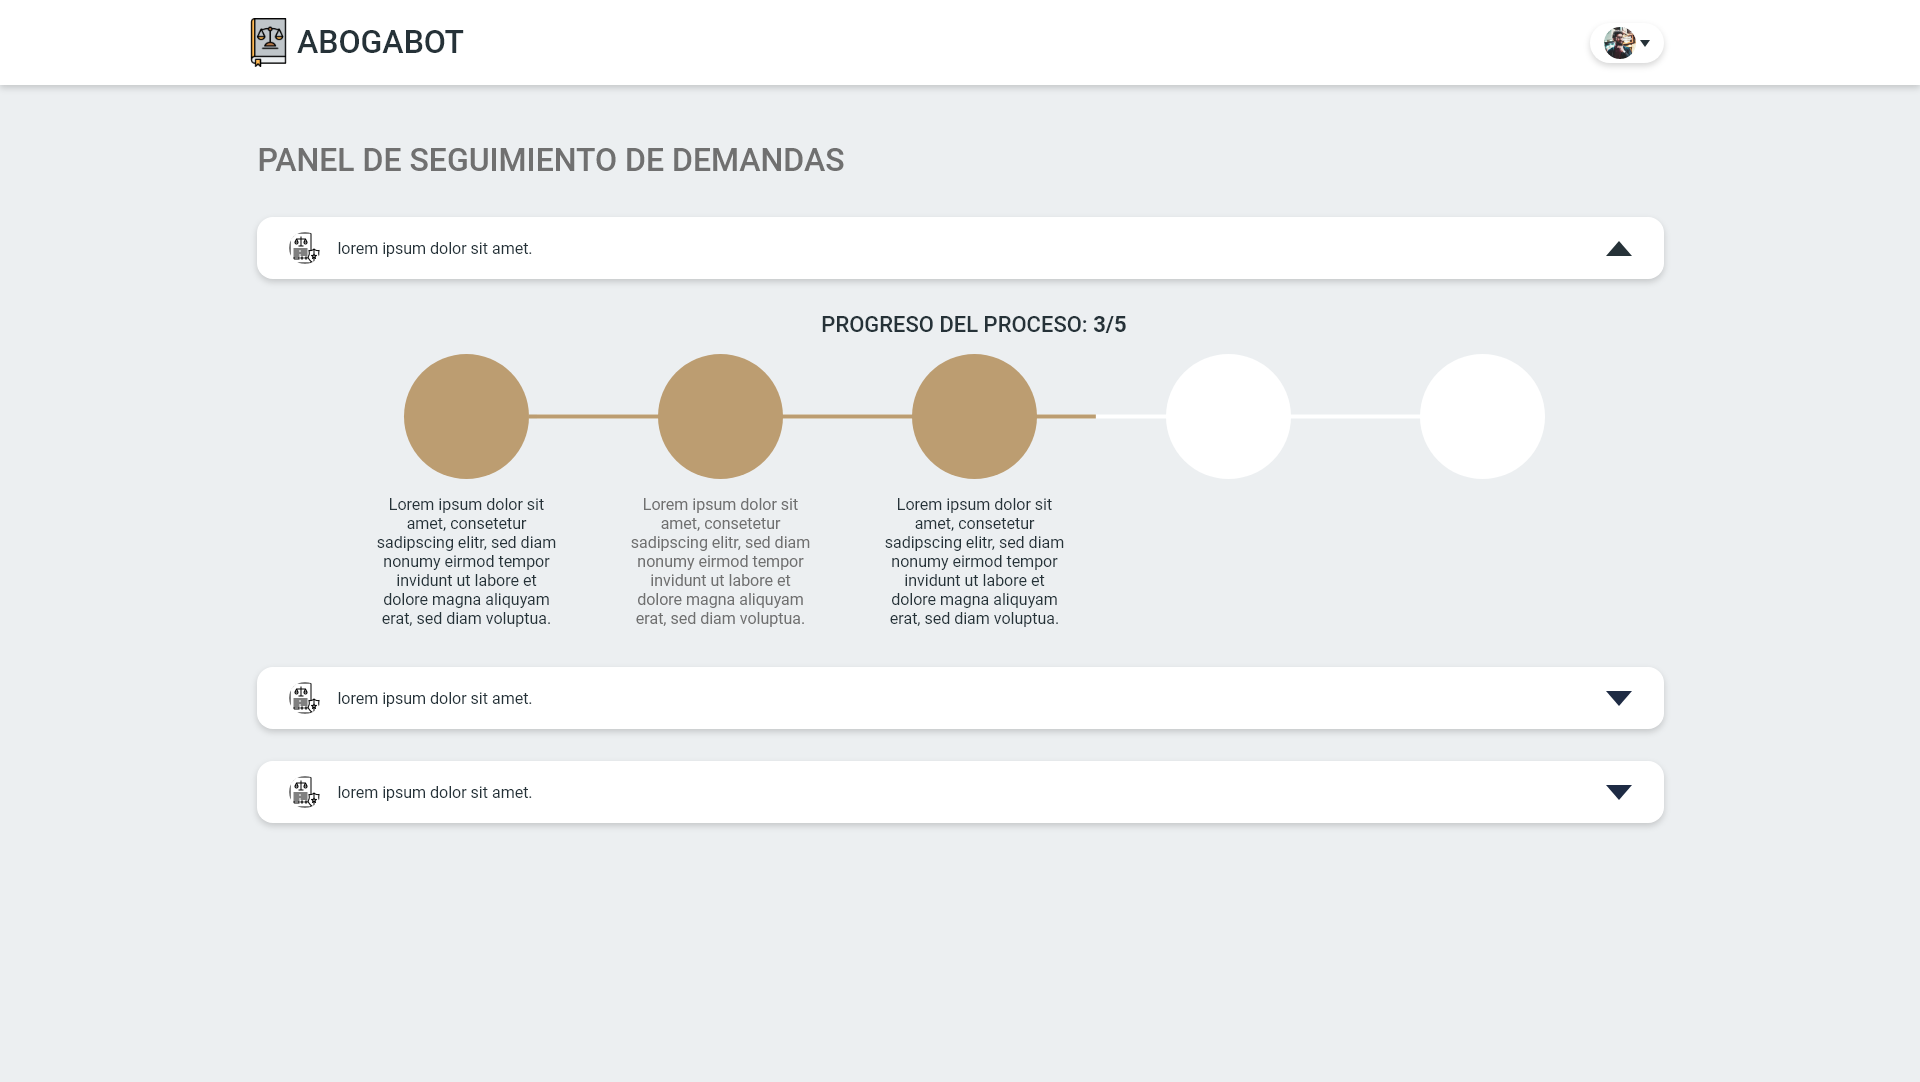 ABOGABOT
PANEL DE SEGUIMIENTO DE DEMANDAS
lorem ipsum dolor sit amet.
PROGRESO DEL PROCESO: 3/5
Lorem ipsum dolor sit
amet, consetetur
sadipscing elitr, sed diam
nonumy eirmod tempor
invidunt ut labore et
dolore magna aliquyam
erat, sed diam voluptua.
Lorem ipsum dolor sit
amet, consetetur
sadipscing elitr, sed diam
nonumy eirmod tempor
invidunt ut labore et
dolore magna aliquyam
erat, sed diam voluptua.
Lorem ipsum dolor sit
amet, consetetur
sadipscing elitr, sed diam
nonumy eirmod tempor
invidunt ut labore et
dolore magna aliquyam
erat, sed diam voluptua.
lorem ipsum dolor sit amet.
lorem ipsum dolor sit amet.